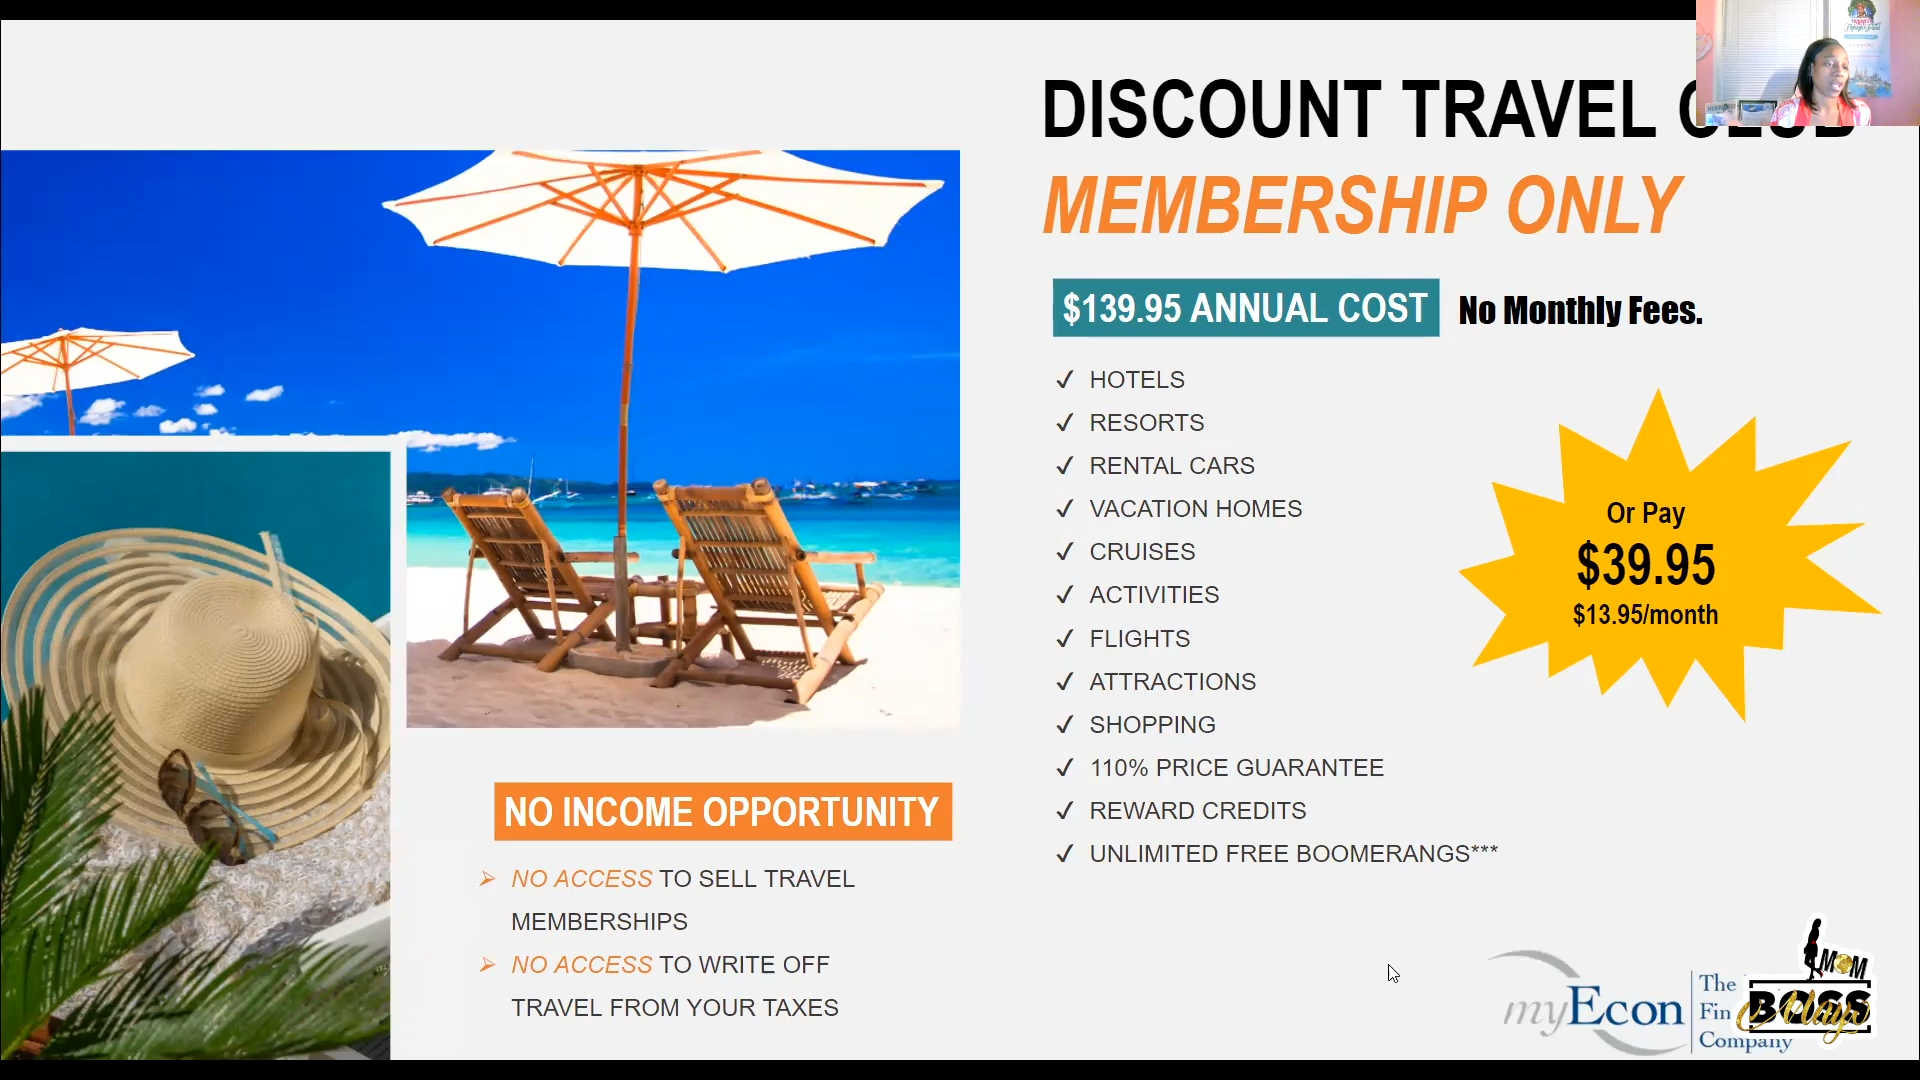 DISCOUNT TRAVEL CLUB
MEMBERSHIP ONLY
$139.95 ANNUAL COST No Monthly Fees.
✓ HOTELS
✓ RESORTS
✓ RENTAL CARS
✓ VACATION HOMES
✓ CRUISES
✓ ACTIVITIES
✓ FLIGHTS
✓ ATTRACTIONS
✓ SHOPPING
✓ 110% PRICE GUARANTEE
✓ REWARD CREDITS
✓ UNLIMITED FREE BOOMERANGS***
Or Pay
$39.95
$13.95/month
NO INCOME OPPORTUNITY
➢ NO ACCESS TO SELL TRAVEL
MEMBERSHIPS
➢ NO ACCESS TO WRITE OFF
TRAVEL FROM YOUR TAXES
myEcon
The
Fin
Company
MOM
BOSS